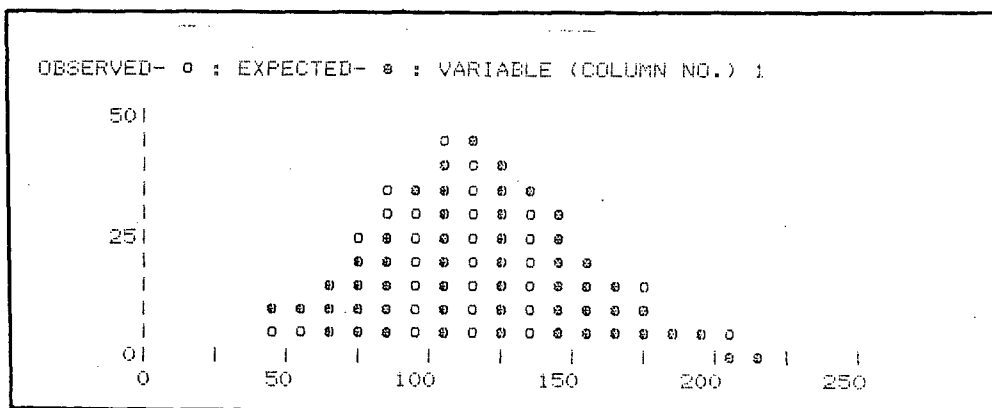 OBSERVED- o : EXPECTED- ⊛ : VARIABLE (COLUMN NO.) 1
50
25
0
0 50 100 150 200 250